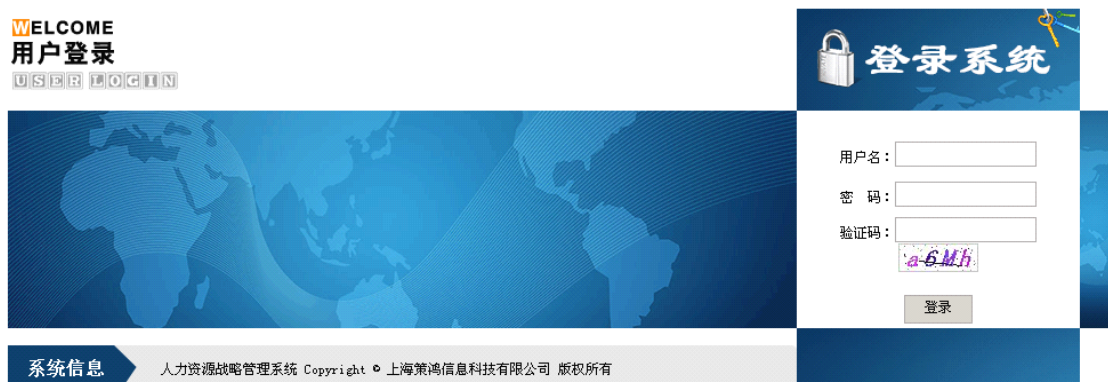 WELCOME
用户登录
USER LOGIN
登录系统
用户名：
密 码：
验证码：
a6Mh
登录
系统信息
人力资源战略管理系统 Copyright © 上海策鸿信息科技有限公司 版权所有